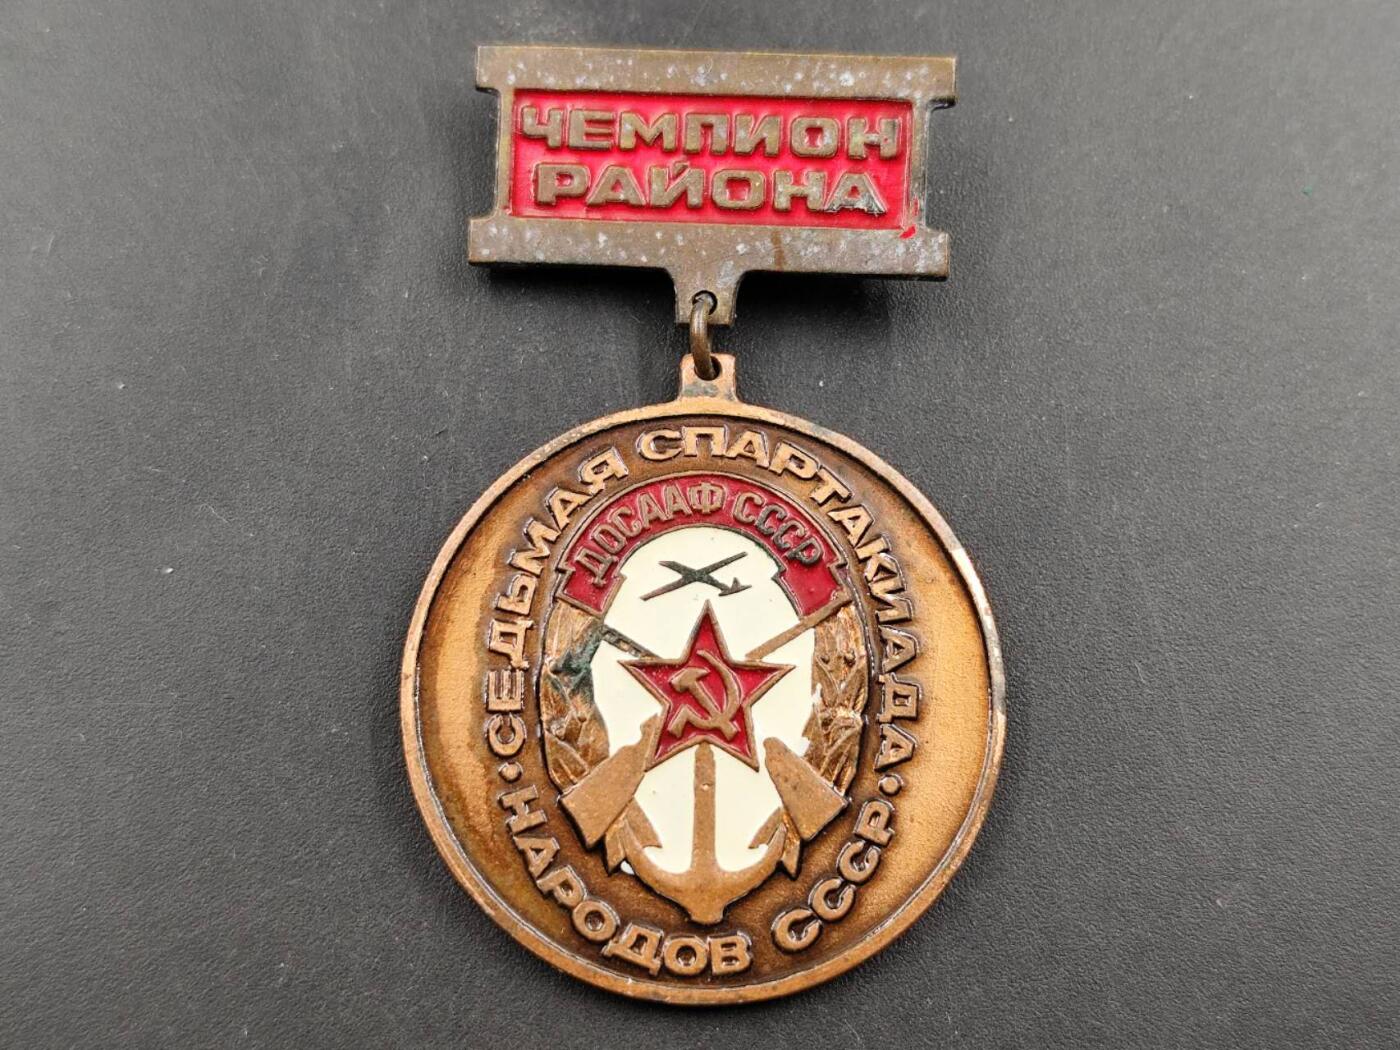 ЧЕМПИОН
РАЙОНА
СЕДЬМАЯ СПАРТАКИАДА
ДОСААФ СССР
НАРОДОВ СССР